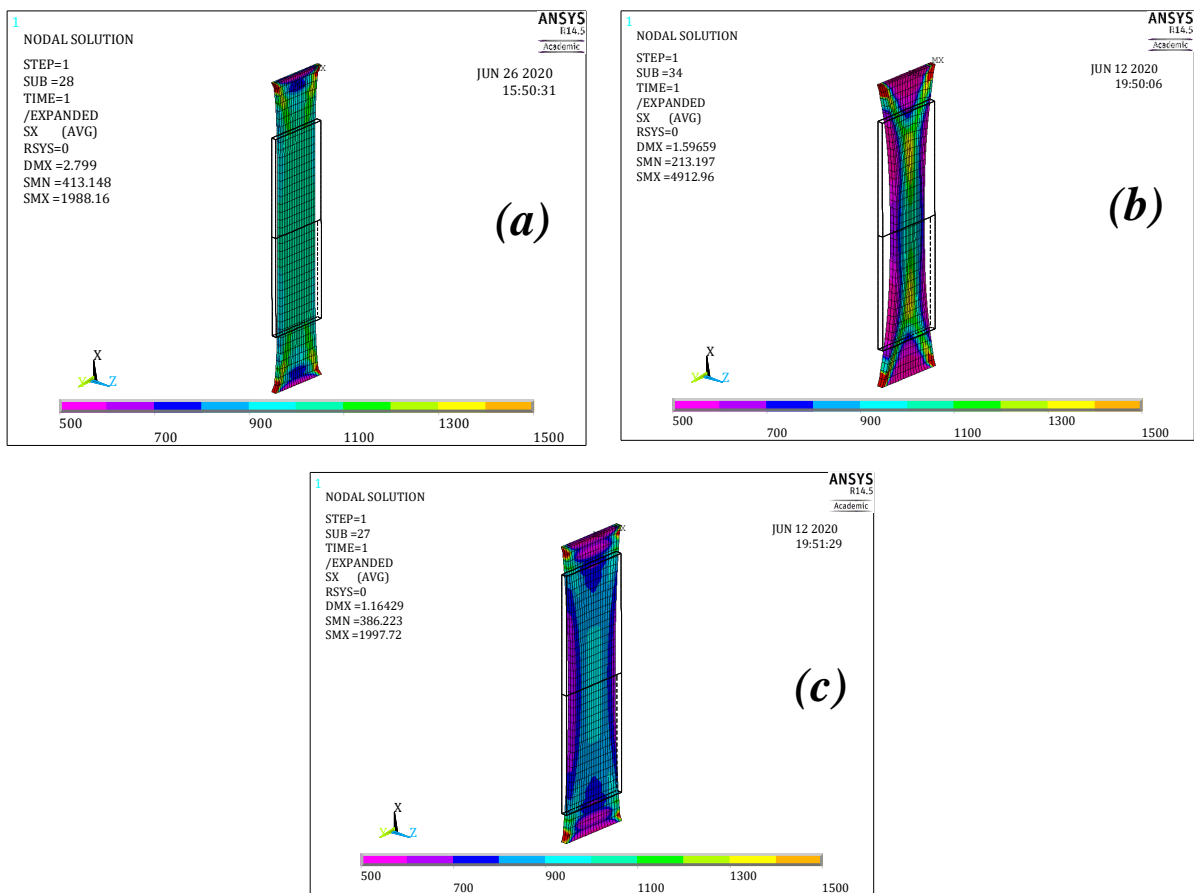 1
ANSYS
R14.5
Academic
NODAL SOLUTION
STEP=1
SUB =28
TIME=1
/EXPANDED
SX (AVG)
RSYS=0
DMX =2.799
SMN =413.148
SMX =1988.16
JUN 26 2020
15:50:31
X
(a)
X
Y Z
500 700 900 1100 1300 1500
1
ANSYS
R14.5
Academic
NODAL SOLUTION
STEP=1
SUB =34
TIME=1
/EXPANDED
SX (AVG)
RSYS=0
DMX =1.59659
SMN =213.197
SMX =4912.96
JUN 12 2020
19:50:06
MX
(b)
X
Y Z
500 700 900 1100 1300 1500
1
ANSYS
R14.5
Academic
NODAL SOLUTION
STEP=1
SUB =27
TIME=1
/EXPANDED
SX (AVG)
RSYS=0
DMX =1.16429
SMN =386.223
SMX =1997.72
JUN 12 2020
19:51:29
X
(c)
X
Y Z
500 700 900 1100 1300 1500